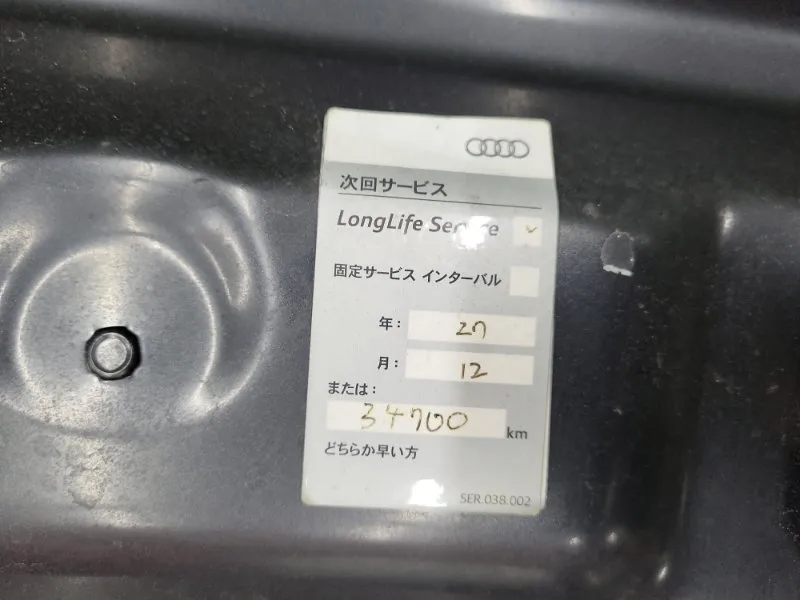 次回サービス
LongLife Service
固定サービス インターバル
年: 27
月: 12
または:
34700 km
どちらか早い方
SER.038.002